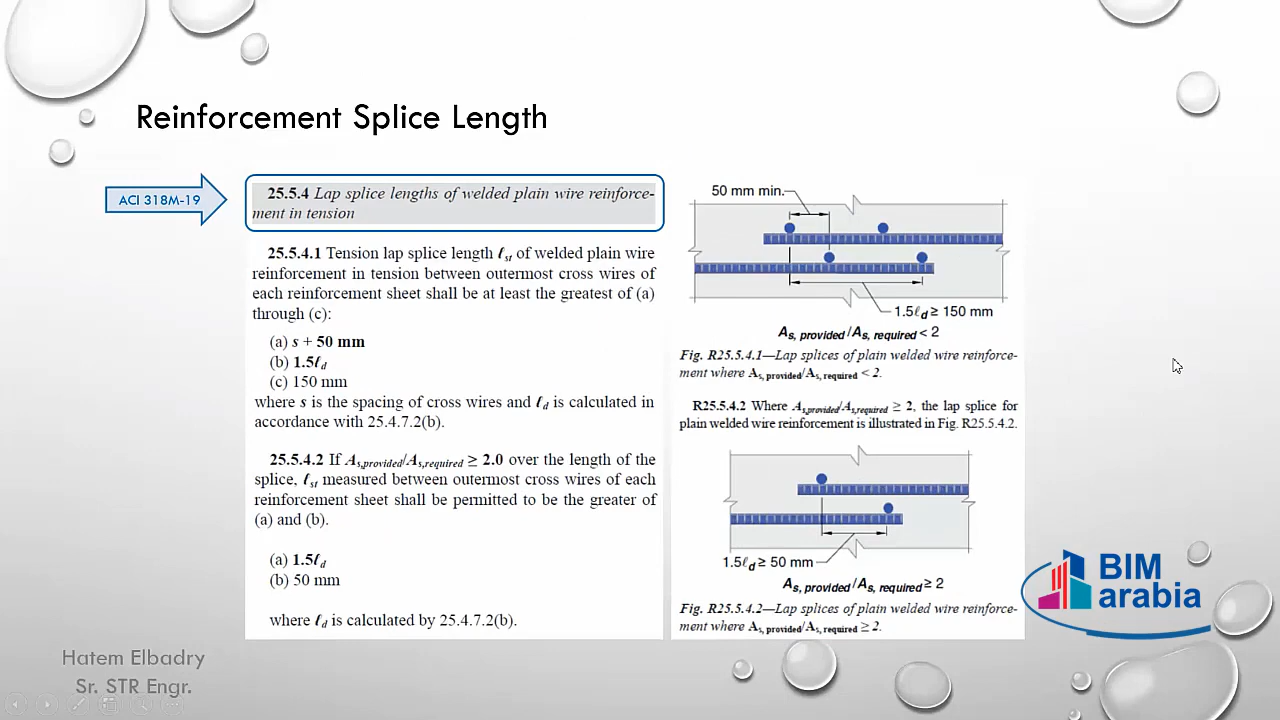 Reinforcement Splice Length
ACI 318M-19
25.5.4 Lap splice lengths of welded plain wire reinforce-
ment in tension
25.5.4.1 Tension lap splice length ℓst of welded plain wire
reinforcement in tension between outermost cross wires of
each reinforcement sheet shall be at least the greatest of (a)
through (c):
(a) s + 50 mm
(b) 1.5ℓd
(c) 150 mm
where s is the spacing of cross wires and ℓd is calculated in
accordance with 25.4.7.2(b).
25.5.4.2 If As,provided/As,required ≥ 2.0 over the length of the
splice, ℓst measured between outermost cross wires of each
reinforcement sheet shall be permitted to be the greater of
(a) and (b).
(a) 1.5ℓd
(b) 50 mm
where ℓd is calculated by 25.4.7.2(b).
50 mm min.
1.5ℓd ≥ 150 mm
As, provided/As, required < 2
Fig. R25.5.4.1—Lap splices of plain welded wire reinforce-
ment where As, provided/As, required < 2.
R25.5.4.2 Where As,provided/As,required ≥ 2, the lap splice for
plain welded wire reinforcement is illustrated in Fig. R25.5.4.2.
1.5ℓd ≥ 50 mm
As, provided/As, required ≥ 2
Fig. R25.5.4.2—Lap splices of plain welded wire reinforce-
ment where As, provided/As, required ≥ 2.
BIM
arabia
Hatem Elbadry
Sr. STR Engr.